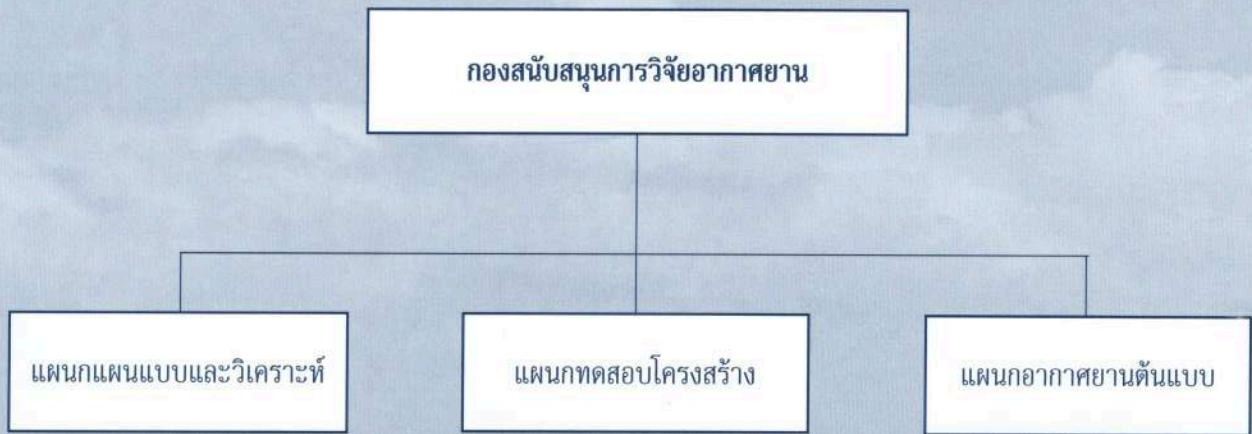 กองสนับสนุนการวิจัยอากาศยาน
แผนกแผนแบบและวิเคราะห์
แผนกทดสอบโครงสร้าง
แผนกอากาศยานต้นแบบ